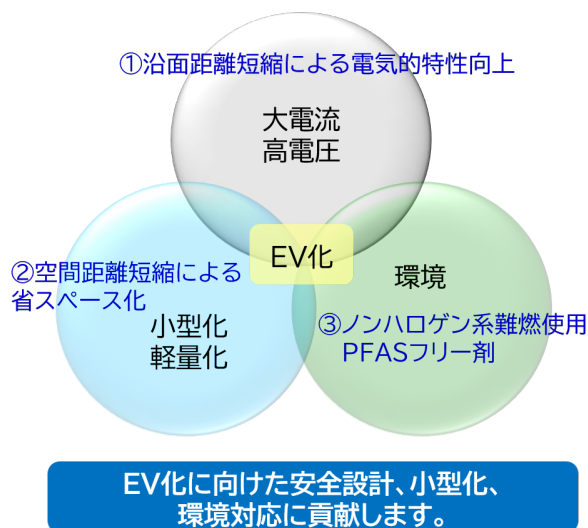 ①沿面距離短縮による電気的特性向上
大電流
高電圧
EV化
②空間距離短縮による
省スペース化
小型化
軽量化
環境
③ノンハロゲン系難燃使用
PFASフリー剤
EV化に向けた安全設計、小型化、
環境対応に貢献します。